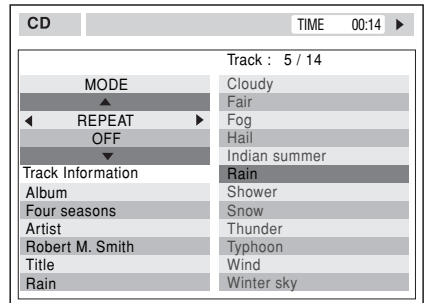 CD
TIME 00:14
Track : 5 / 14
MODE
REPEAT
OFF
Track Information
Album
Four seasons
Artist
Robert M. Smith
Title
Rain
Cloudy
Fair
Fog
Hail
Indian summer
Rain
Shower
Snow
Thunder
Typhoon
Wind
Winter sky